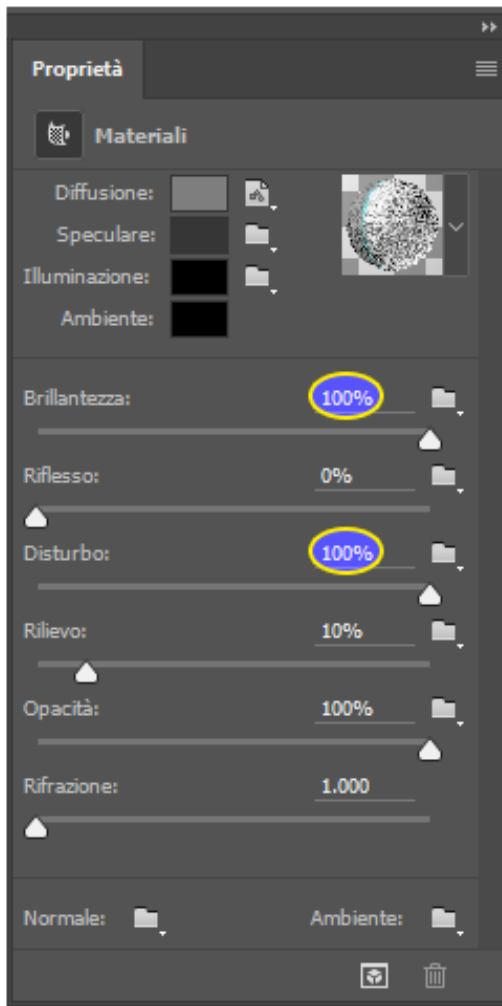 Proprietà
Materiali
Diffusione:
Speculare:
Illuminazione:
Ambiente:
Brillantezza: 100%
Riflesso: 0%
Disturbo: 100%
Rilievo: 10%
Opacità: 100%
Rifrazione: 1.000
Normale: Ambiente: